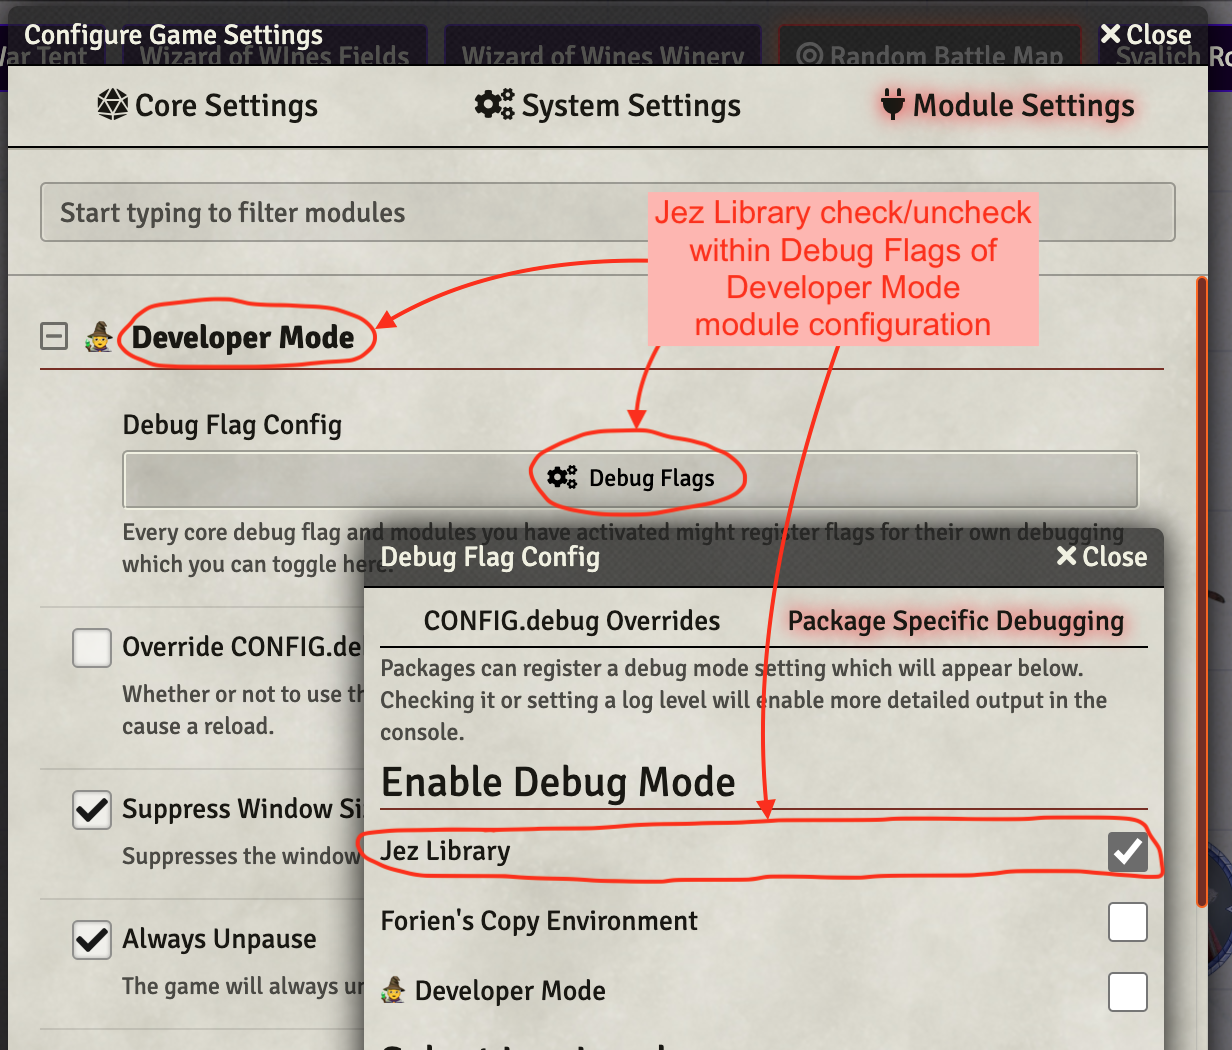 Configure Game Settings
Close
War Tent
Wizard of Wines Fields
Wizard of Wines Winery
Random Battle Map
Svalich Ro
Core Settings
System Settings
Module Settings
Start typing to filter modules
Jez Library check/uncheck
within Debug Flags of
Developer Mode
module configuration
Developer Mode
Debug Flag Config
Debug Flags
Every core debug flag and modules you have activated might register flags for their own debugging
which you can toggle here.
Debug Flag Config
Close
CONFIG.debug Overrides
Package Specific Debugging
Override CONFIG.de
Packages can register a debug mode setting which will appear below.
Whether or not to use th
Checking it or setting a log level will enable more detailed output in the
cause a reload.
console.
Enable Debug Mode
Suppress Window Si
Suppresses the window
Jez Library
Forien's Copy Environment
Always Unpause
The game will always un
Developer Mode